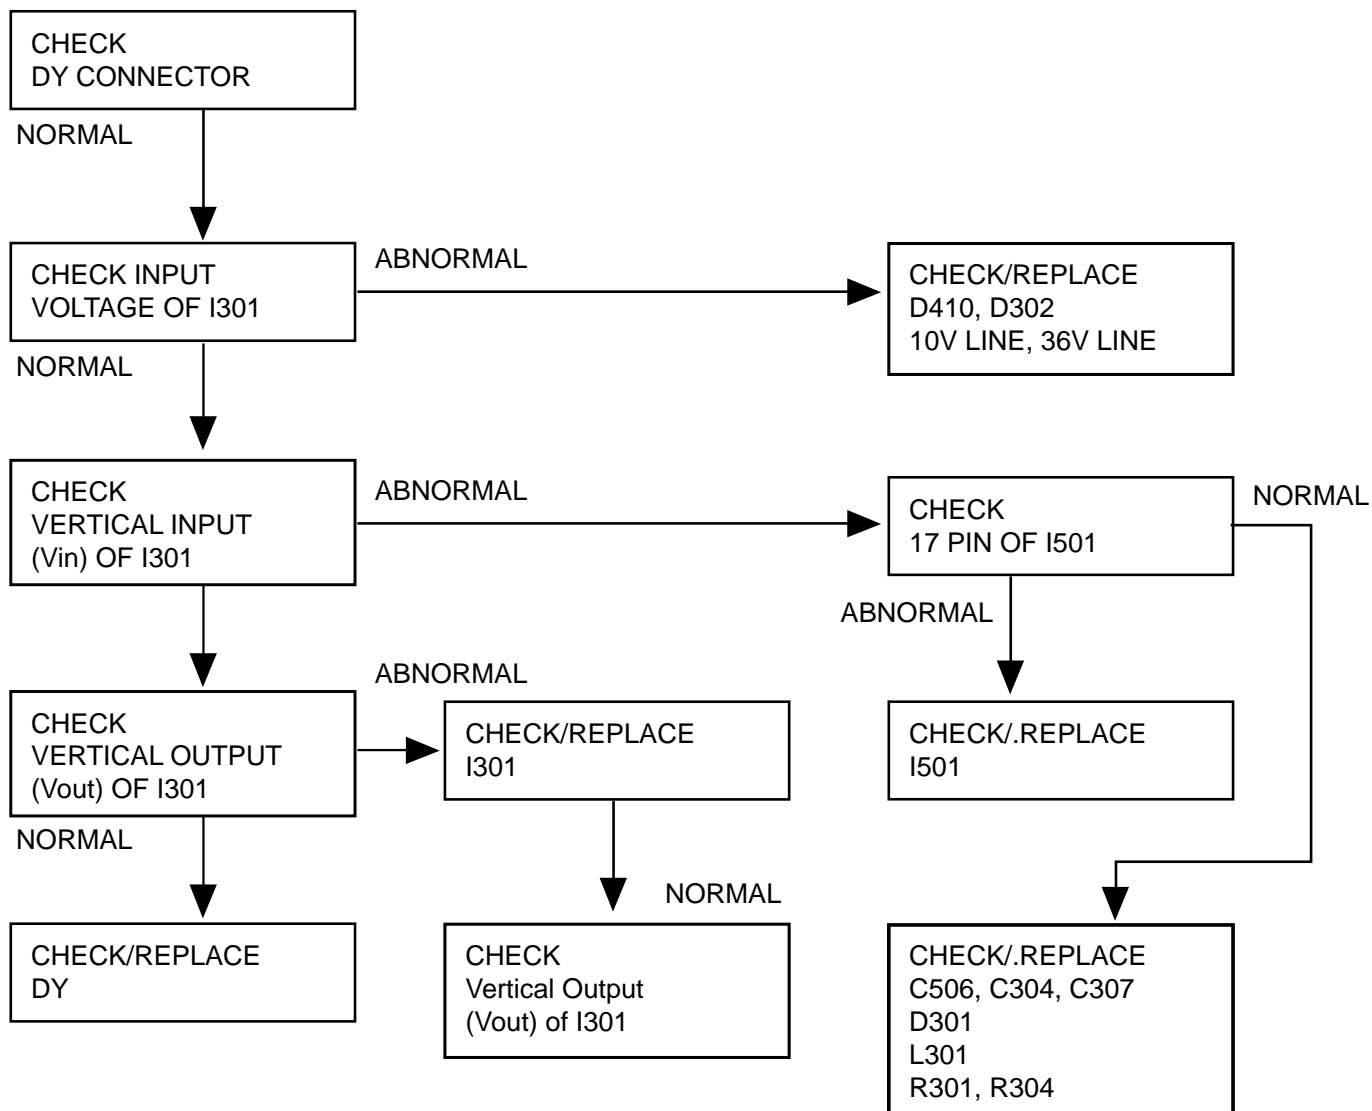 CHECK
DY CONNECTOR
NORMAL
CHECK INPUT
VOLTAGE OF I301
ABNORMAL
CHECK/REPLACE
D410, D302
10V LINE, 36V LINE
NORMAL
CHECK
VERTICAL INPUT
(Vin) OF I301
ABNORMAL
CHECK
17 PIN OF I501
NORMAL
ABNORMAL
CHECK
VERTICAL OUTPUT
(Vout) OF I301
ABNORMAL
CHECK/REPLACE
I301
CHECK/.REPLACE
I501
NORMAL
CHECK/REPLACE
DY
NORMAL
CHECK
Vertical Output
(Vout) of I301
CHECK/.REPLACE
C506, C304, C307
D301
L301
R301, R304